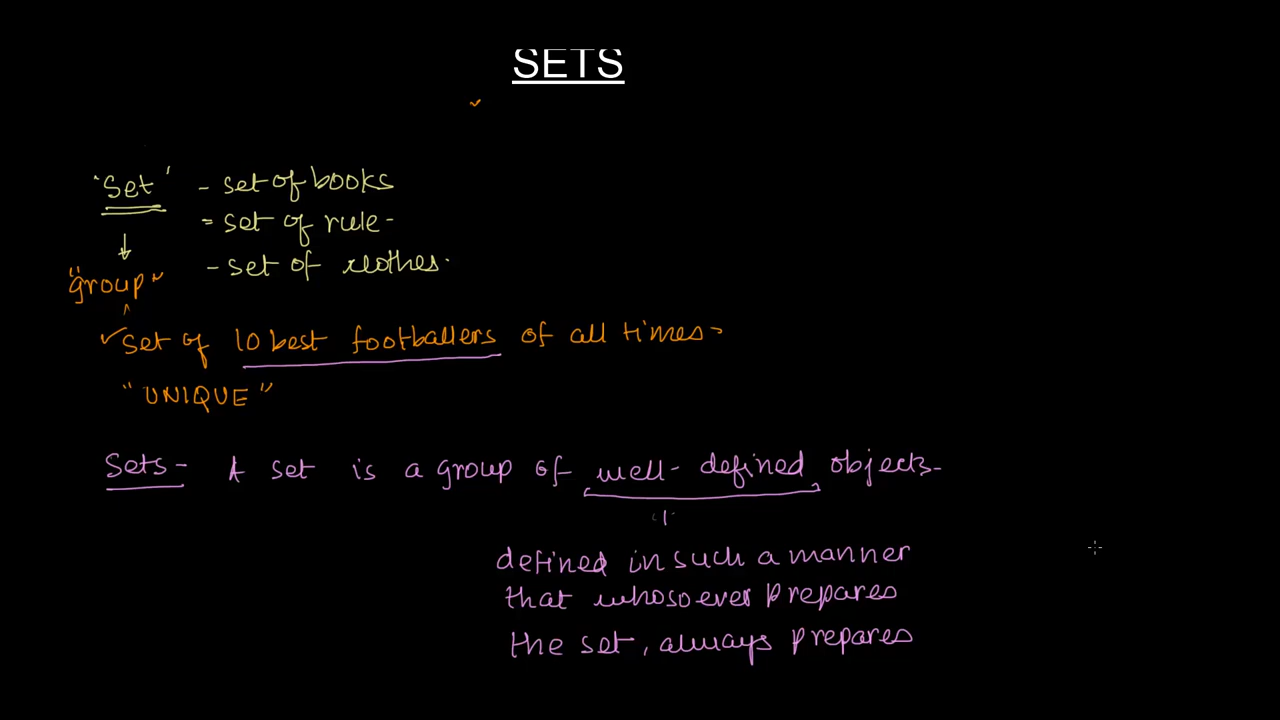 SETS
"Set" - set of books
= set of rule -
- set of clothes.
"group"
✓ set of 10 best footballers of all times -
"UNIQUE"
Sets - A set is a group of well-defined objects -
defined in such a manner
that whosoever prepares
the set, always prepares